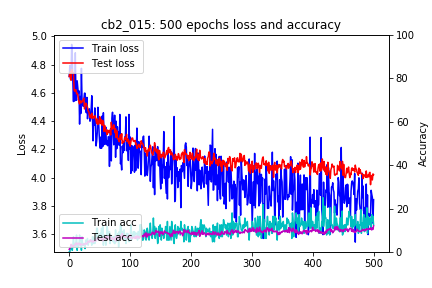 cb2_015: 500 epochs loss and accuracy
5.0
4.8
4.6
4.4
4.2
4.0
3.8
3.6
Loss
Train loss
Test loss
Train acc
Test acc
100
80
60
40
20
0
Accuracy
0
100
200
300
400
500